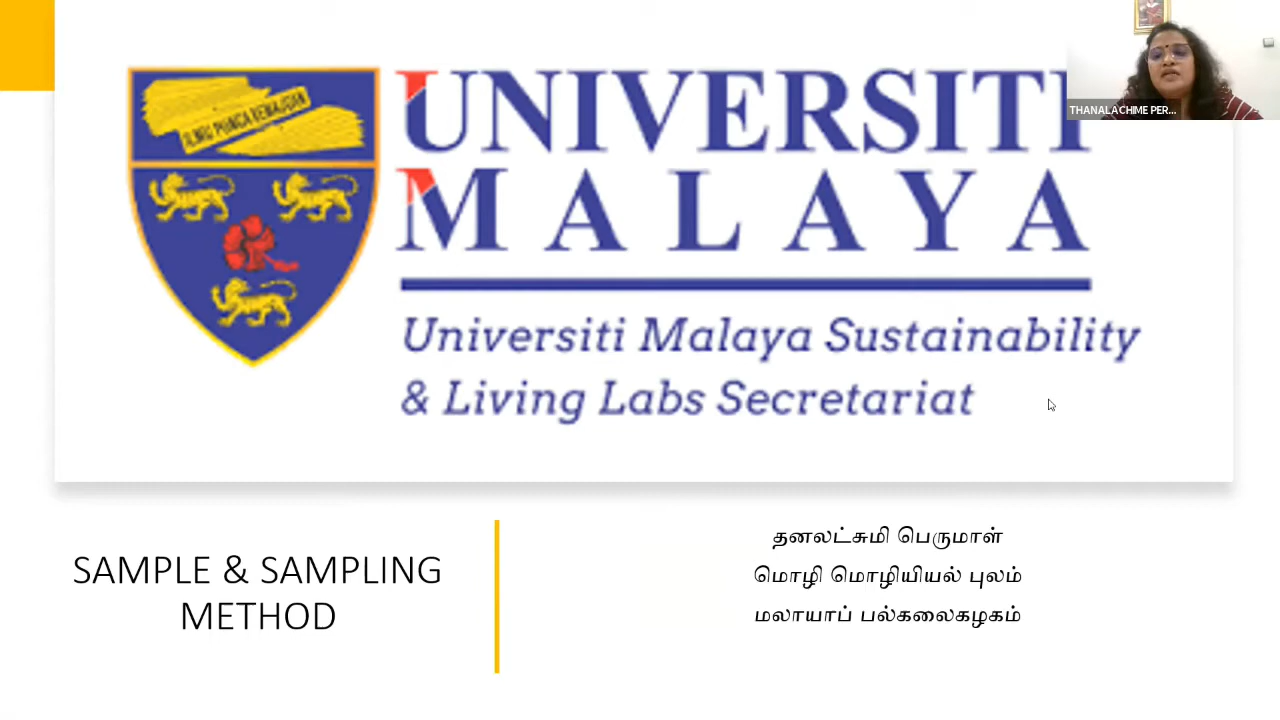 ILMU PUNCA KEMAJUAN
UNIVERSITI
MALAYA
Universiti Malaya Sustainability
& Living Labs Secretariat
THANALACHIME PER...
SAMPLE & SAMPLING
METHOD
தனலட்சுமி பெருமாள்
மொழி மொழியியல் புலம்
மலாயாப் பல்கலைகழகம்